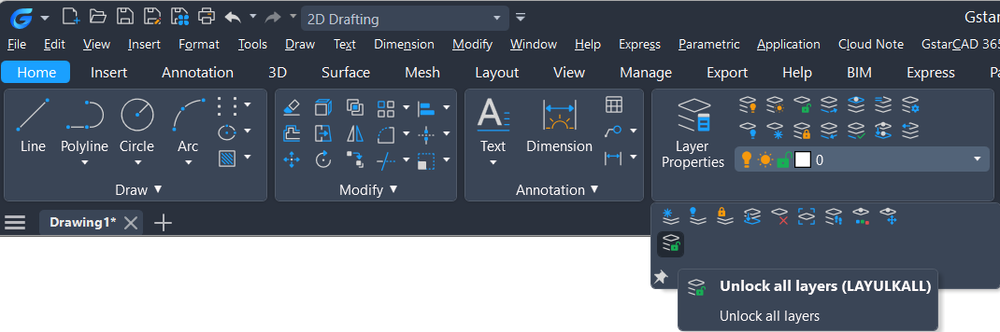 2D Drafting
Gstar
File Edit View Insert Format Tools Draw Text Dimension Modify Window Help Express Parametric Application Cloud Note GstarCAD 365
Home Insert Annotation 3D Surface Mesh Layout View Manage Export Help BIM Express Pa
Line Polyline Circle Arc
Draw
Modify
Text Dimension
Annotation
Layer
Properties
0
Drawing1*
Unlock all layers (LAYULKALL)
Unlock all layers